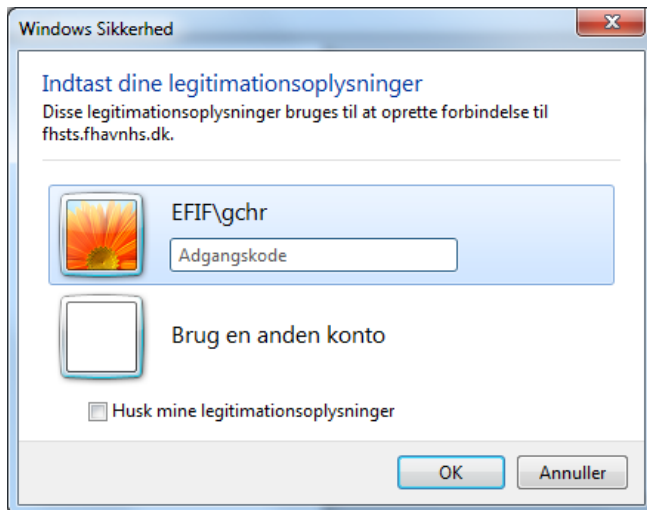 Windows Sikkerhed
Indtast dine legitimationsoplysninger
Disse legitimationsoplysninger bruges til at oprette forbindelse til
fhsts.fhavnhs.dk.
EFIF\gchr
Adgangskode
Brug en anden konto
Husk mine legitimationsoplysninger
OK
Annuller